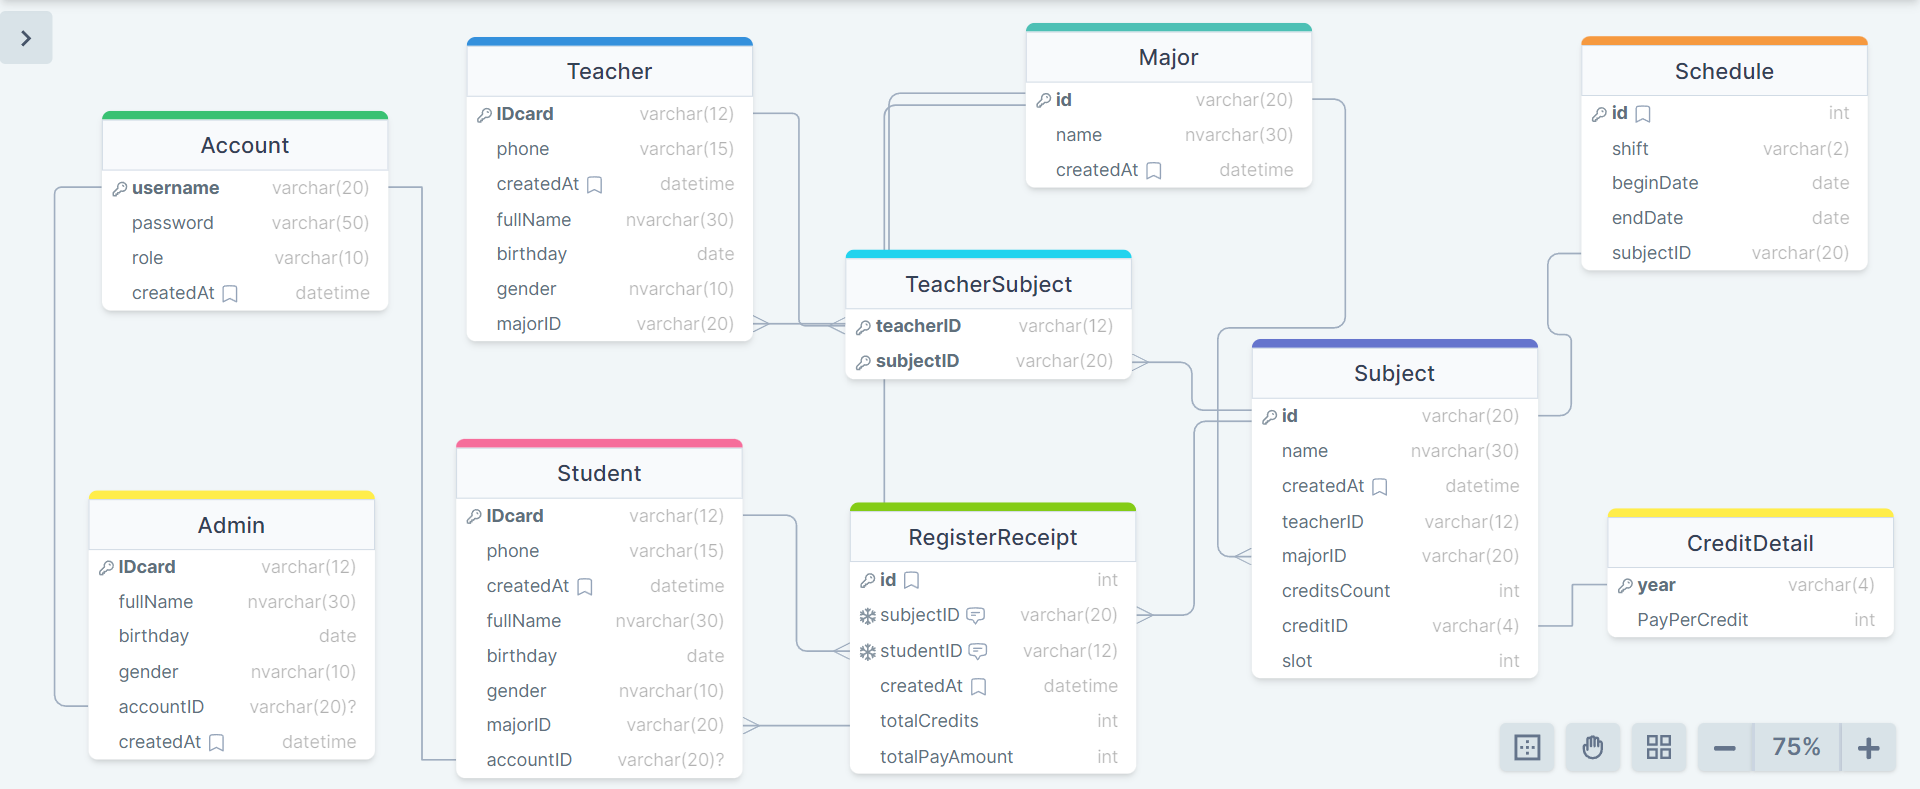 Account
username varchar(20)
password varchar(50)
role varchar(10)
createdAt datetime
Teacher
IDcard varchar(12)
phone varchar(15)
createdAt datetime
fullName nvarchar(30)
birthday date
gender nvarchar(10)
majorID varchar(20)
Major
id varchar(20)
name nvarchar(30)
createdAt datetime
Schedule
id int
shift varchar(2)
beginDate date
endDate date
subjectID varchar(20)
TeacherSubject
teacherID varchar(12)
subjectID varchar(20)
Subject
id varchar(20)
name nvarchar(30)
createdAt datetime
teacherID varchar(12)
majorID varchar(20)
creditsCount int
creditID varchar(4)
slot int
Admin
IDcard varchar(12)
fullName nvarchar(30)
birthday date
gender nvarchar(10)
accountID varchar(20)?
createdAt datetime
Student
IDcard varchar(12)
phone varchar(15)
createdAt datetime
fullName nvarchar(30)
birthday date
gender nvarchar(10)
majorID varchar(20)
accountID varchar(20)?
RegisterReceipt
id int
subjectID varchar(20)
studentID varchar(12)
createdAt datetime
totalCredits int
totalPayAmount int
CreditDetail
year varchar(4)
PayPerCredit int
75%